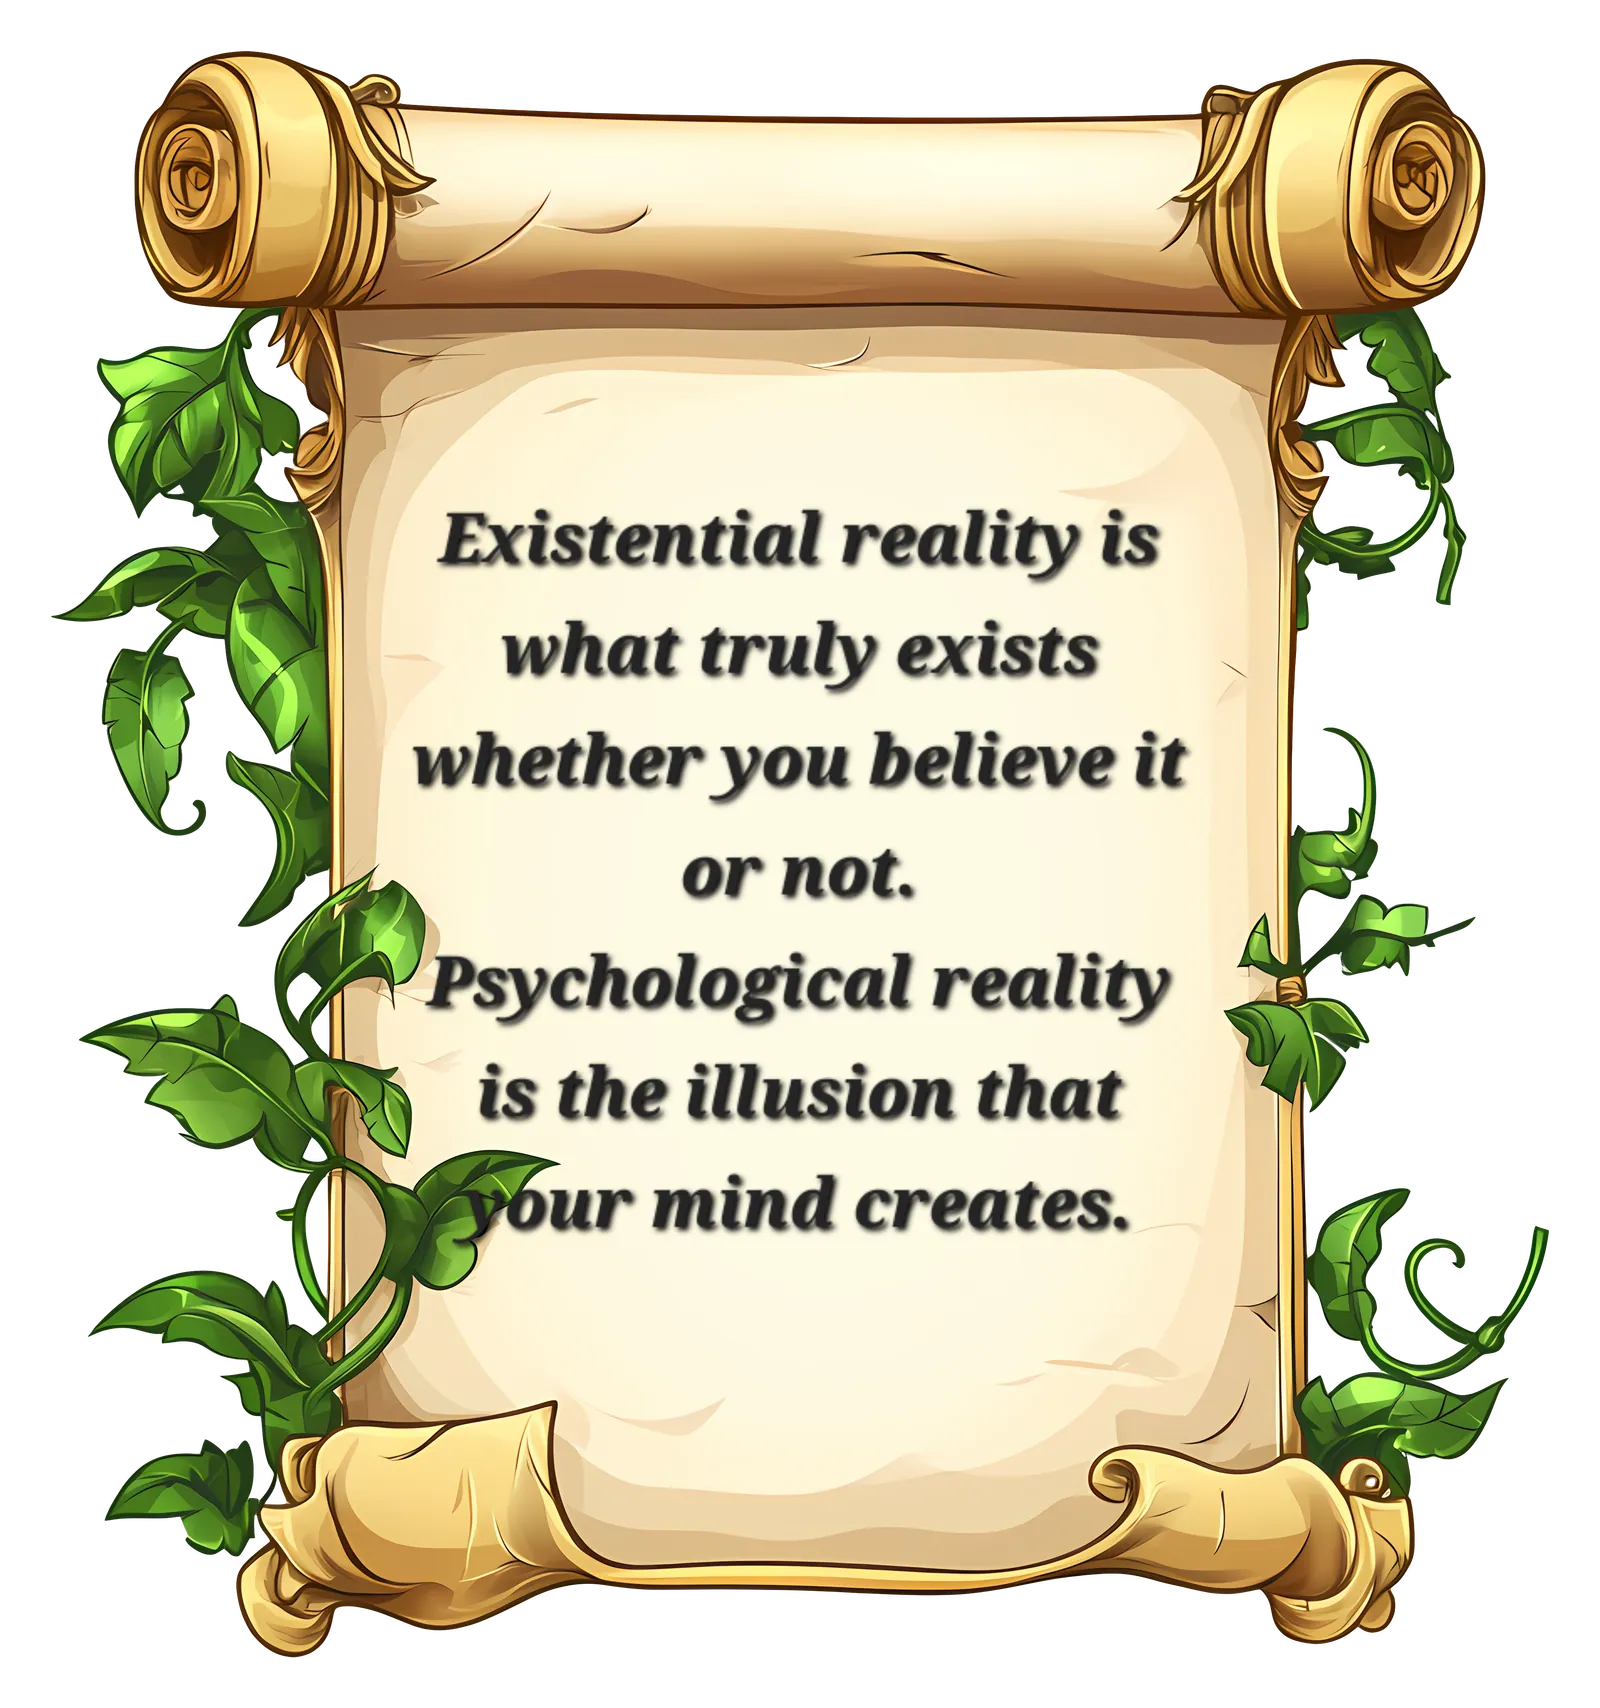 Existential reality is
what truly exists
whether you believe it
or not.
Psychological reality
is the illusion that
your mind creates.